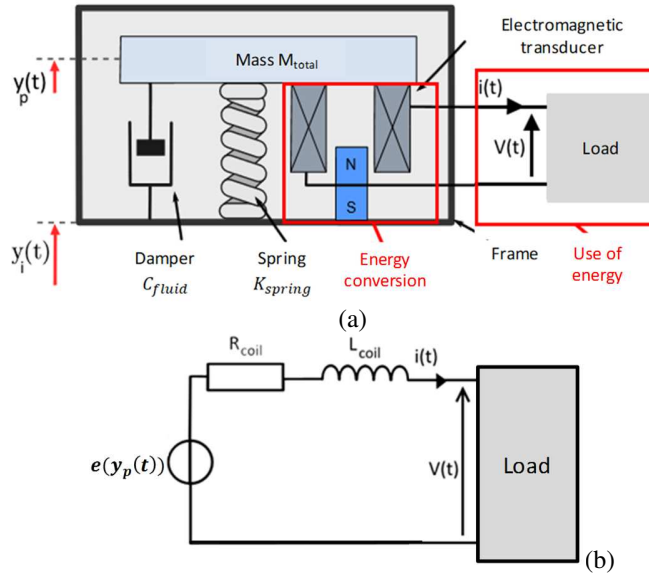 Electromagnetic
transducer
Mass M_total
y_p(t)
i(t)
V(t)
Load
N
S
y_i(t)
Damper
C_fluid
Spring
K_spring
Energy
conversion
Frame
Use of
energy
(a)
R_coil
L_coil
i(t)
e(y_p(t))
V(t)
Load
(b)